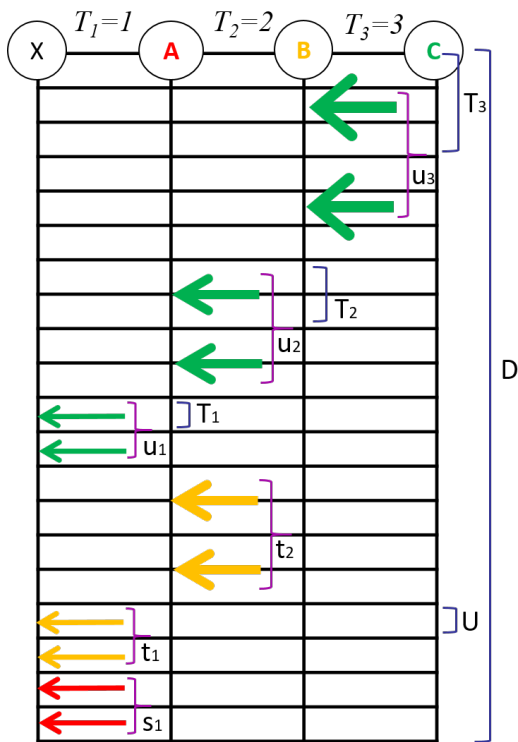 T₁=1 T₂=2 T₃=3
X A B C
T₃
u₃
T₂
u₂
D
T₁
u₁
t₂
U
t₁
s₁